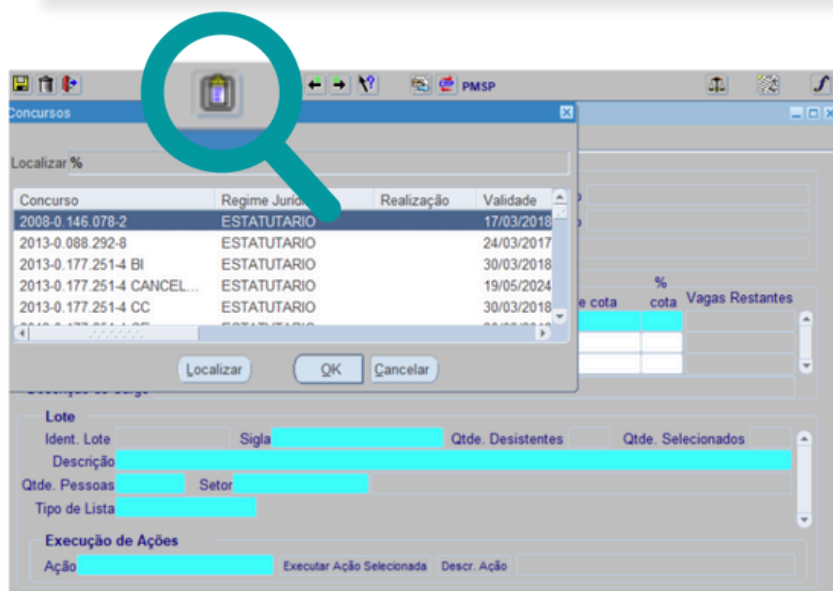 PMSP
Concursos
Localizar %
Concurso Regime Jurídi Realização Validade
2008-0.146.078-2 ESTATUTARIO 17/03/2018
2013-0.088.292-8 ESTATUTARIO 24/03/2017
2013-0.177.251-4 BI ESTATUTARIO 30/03/2018
2013-0.177.251-4 CANCEL... ESTATUTARIO 19/05/2024
2013-0.177.251-4 CC ESTATUTARIO 30/03/2018
Localizar OK Cancelar
%
e cota cota Vagas Restantes
Lote
Ident. Lote Sigla Qtde. Desistentes Qtde. Selecionados
Descrição
Qtde. Pessoas Setor
Tipo de Lista
Execução de Ações
Ação Executar Ação Selecionada Descr. Ação